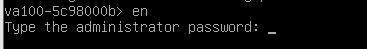 va100-5c98000b> en
Type the administrator password: _